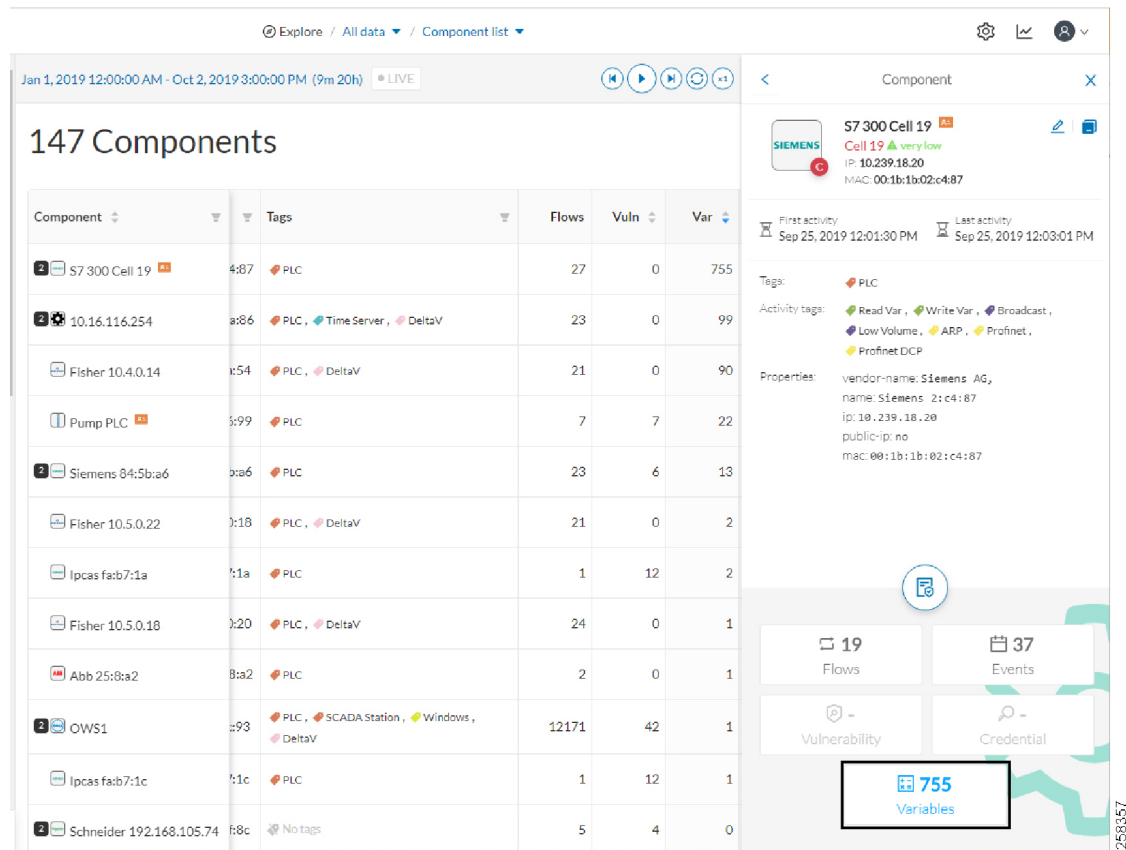 Explore / All data / Component list
Jan 1, 2019 12:00:00 AM - Oct 2, 2019 3:00:00 PM (9m 20h) LIVE
x1
147 Components
Component Tags Flows Vuln Var
2 S7 300 Cell 19 4:87 PLC 27 0 755
2 10.16.116.254 a:86 PLC , Time Server , DeltaV 23 0 99
Fisher 10.4.0.14 :54 PLC , DeltaV 21 0 90
Pump PLC :99 PLC 7 7 22
2 Siemens 84:5b:a6 :a6 PLC 23 6 13
Fisher 10.5.0.22 :18 PLC , DeltaV 21 0 2
Ipcas fa:b7:1a :1a PLC 1 12 2
Fisher 10.5.0.18 :20 PLC , DeltaV 24 0 1
ABB Abb 25:8:a2 8:a2 PLC 2 0 1
2 OWS1 :93 PLC , SCADA Station , Windows ,
DeltaV 12171 42 1
Ipcas fa:b7:1c :1c PLC 1 12 1
2 Schneider 192.168.105.74 f:8c No tags 5 4 0
Component
SIEMENS
C
S7 300 Cell 19
Cell 19 very low
IP: 10.239.18.20
MAC: 00:1b:1b:02:c4:87
First activity
Sep 25, 2019 12:01:30 PM
Last activity
Sep 25, 2019 12:03:01 PM
Tags: PLC
Activity tags: Read Var , Write Var , Broadcast ,
Low Volume , ARP , Profinet ,
Profinet DCP
Properties: vendor-name: Siemens AG,
name: Siemens 2:c4:87
ip: 10.239.18.20
public-ip: no
mac: 00:1b:1b:02:c4:87
19
Flows
37
Events
-
Vulnerability
-
Credential
755
Variables
258357